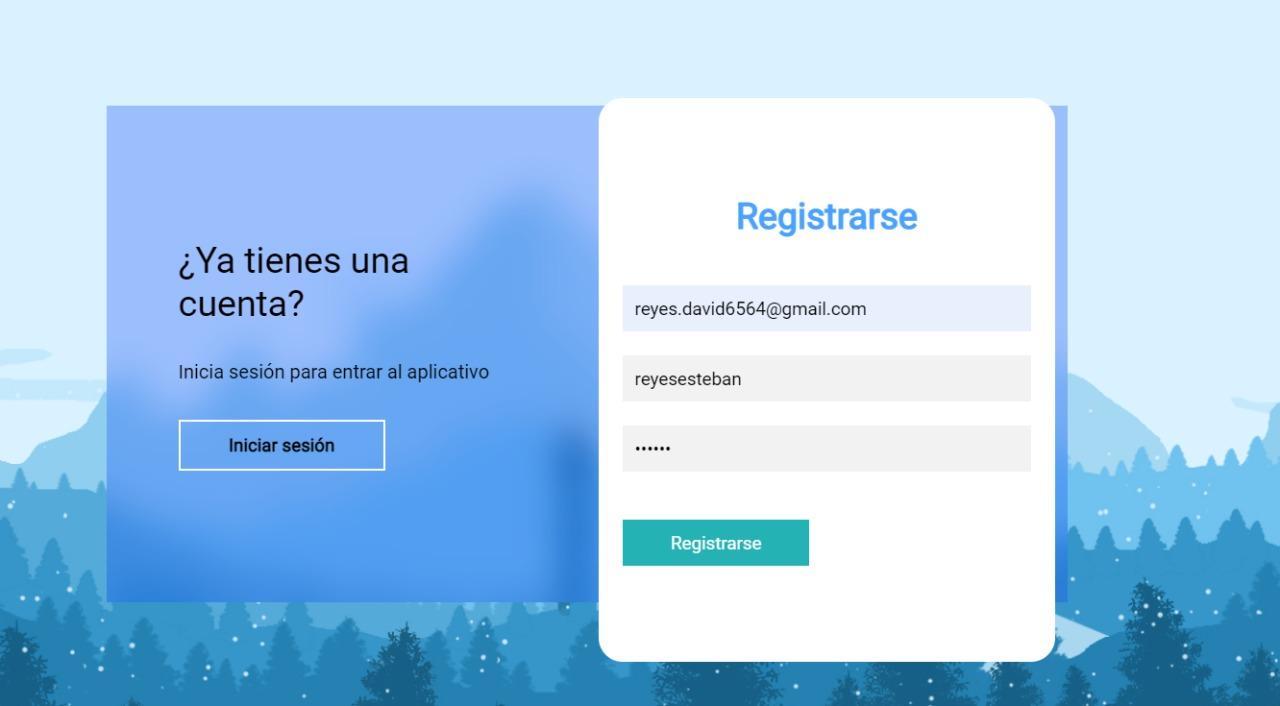 ¿Ya tienes una
cuenta?
Inicia sesión para entrar al aplicativo
Iniciar sesión
Registrarse
reyes.david6564@gmail.com
reyesesteban
••••••
Registrarse